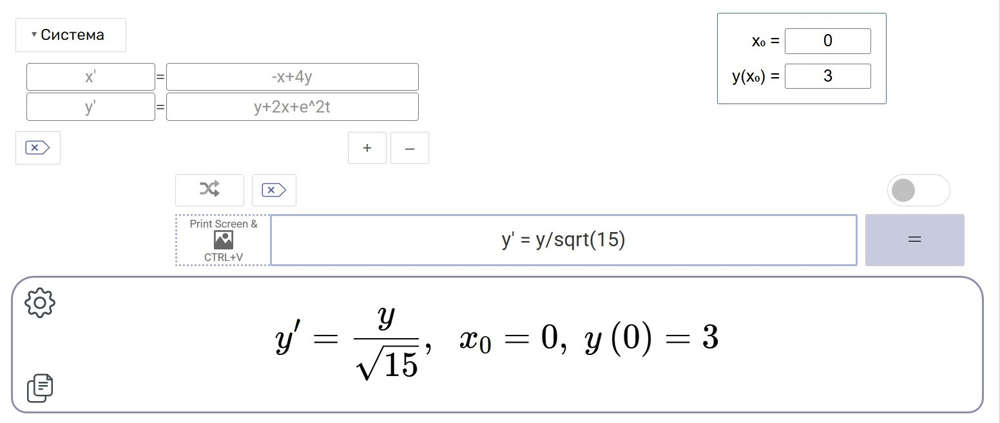 ▾ Система
x₀ = 0
x' = -x+4y
y(x₀) = 3
y' = y+2x+e^2t
+ –
Print Screen &
CTRL+V
y' = y/sqrt(15)
=
y′ = y/√15, x₀ = 0, y (0) = 3